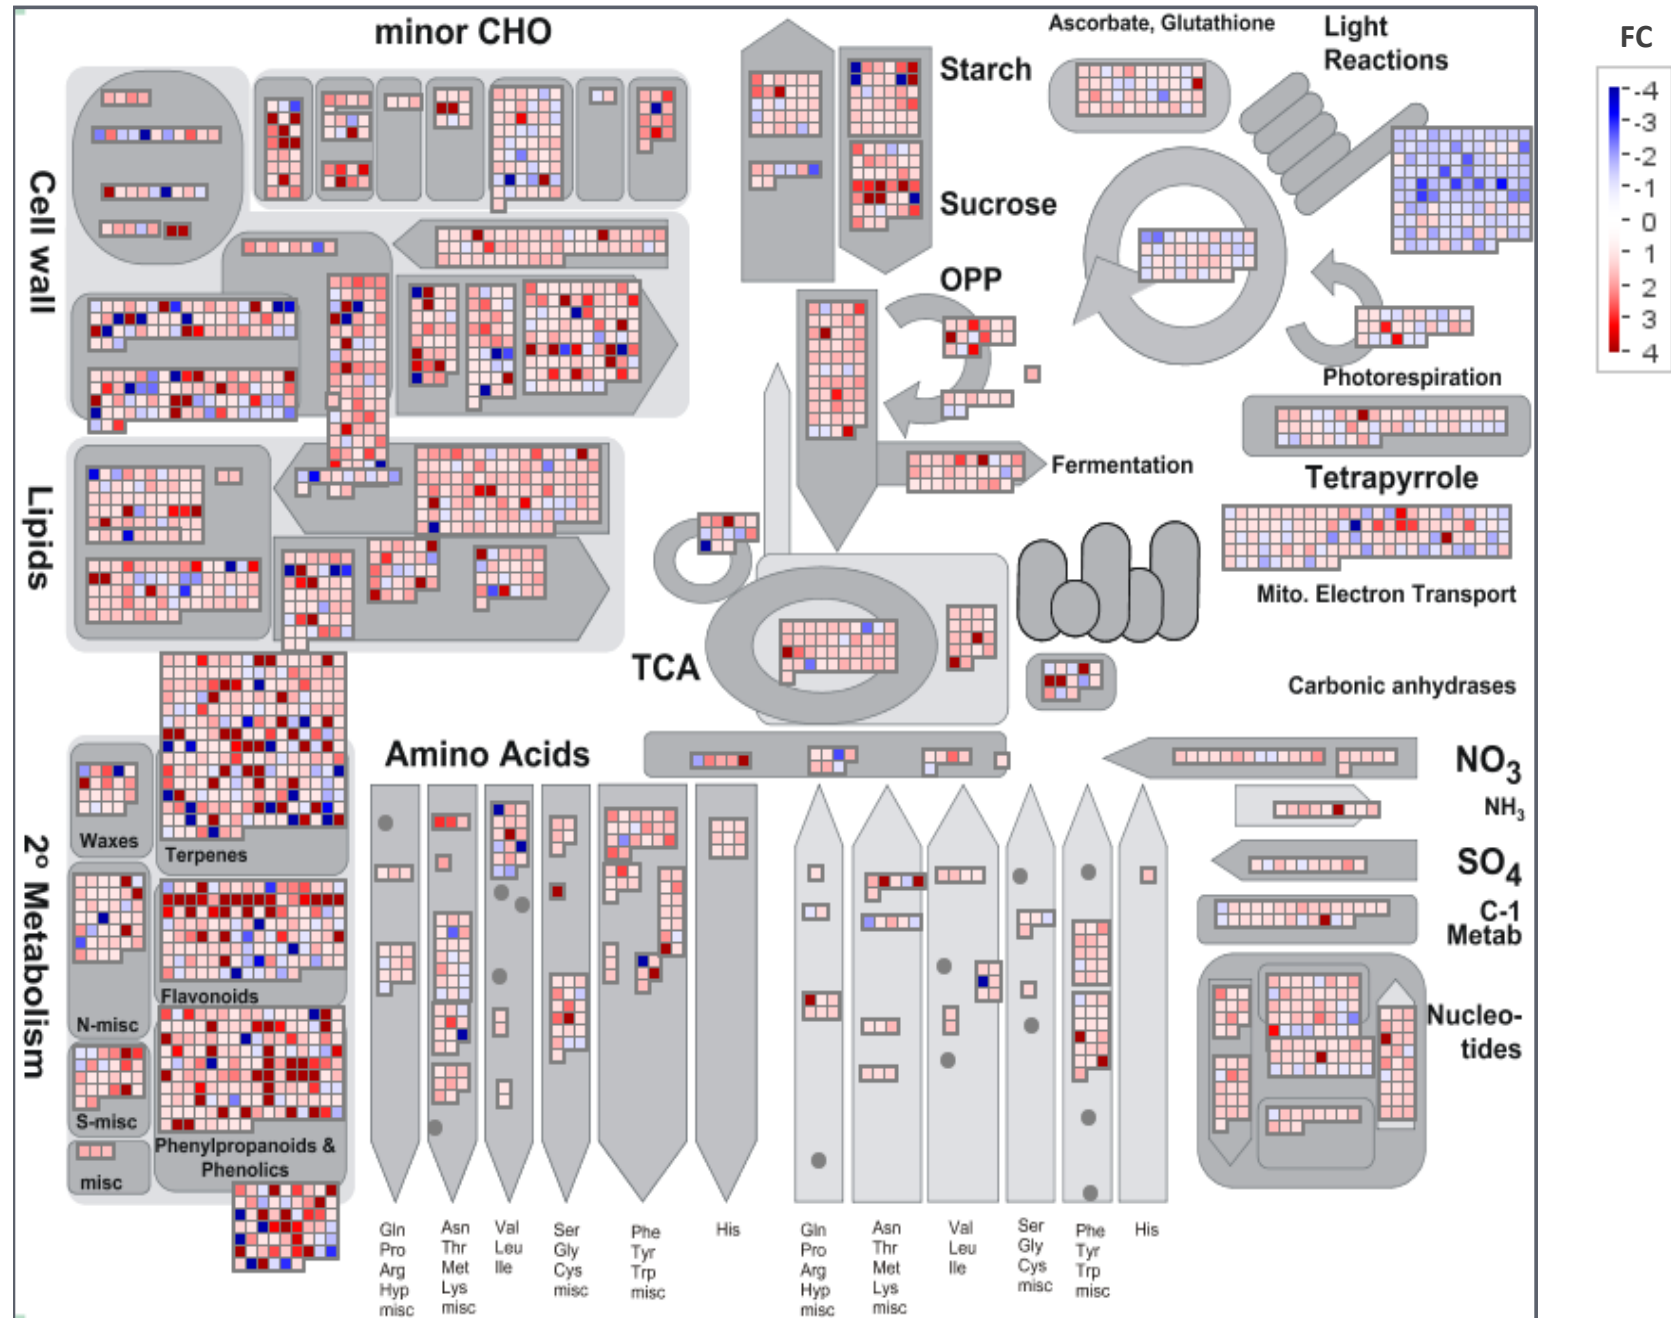 minor CHO
Ascorbate, Glutathione
Light
Reactions
FC
Starch
-4
-3
-2
-1
0
1
2
3
4
Cell wall
Sucrose
OPP
Photorespiration
Fermentation
Tetrapyrrole
Lipids
Mito. Electron Transport
TCA
Carbonic anhydrases
Amino Acids
NO3
NH3
Waxes
Terpenes
SO4
2º Metabolism
C-1
Metab
Flavonoids
N-misc
Nucleo-
tides
S-misc
Phenylpropanoids &
Phenolics
misc
Gln
Pro
Arg
Hyp
misc
Asn
Thr
Met
Lys
misc
Val
Leu
Ile
Ser
Gly
Cys
misc
Phe
Tyr
Trp
misc
His
Gln
Pro
Arg
Hyp
misc
Asn
Thr
Met
Lys
misc
Val
Leu
Ile
Ser
Gly
Cys
misc
Phe
Tyr
Trp
misc
His